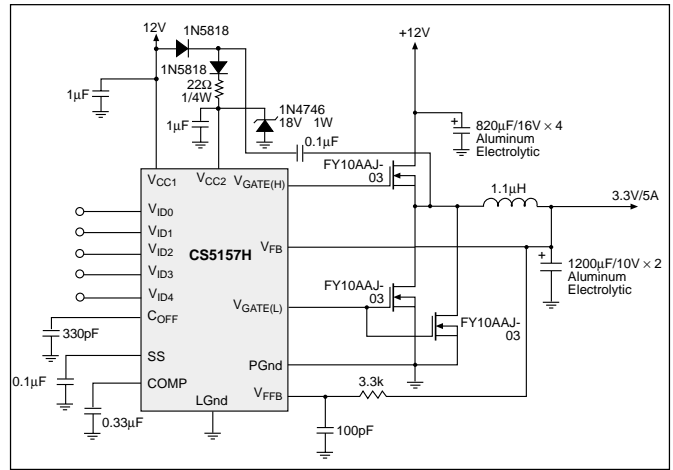 12V
1N5818
+12V
1N5818
22Ω
1/4W
1µF
1N4746
18V 1W
1µF
0.1µF
820µF/16V × 4
Aluminum
Electrolytic
FY10AAJ-
03
VCC1
VCC2
VGATE(H)
1.1µH
3.3V/5A
VID0
VID1
VID2
VID3
VID4
CS5157H
VFB
1200µF/10V × 2
Aluminum
Electrolytic
FY10AAJ-
03
VGATE(L)
FY10AAJ-
03
COFF
330pF
SS
PGnd
0.1µF
COMP
3.3k
VFFB
LGnd
0.33µF
100pF
+
+